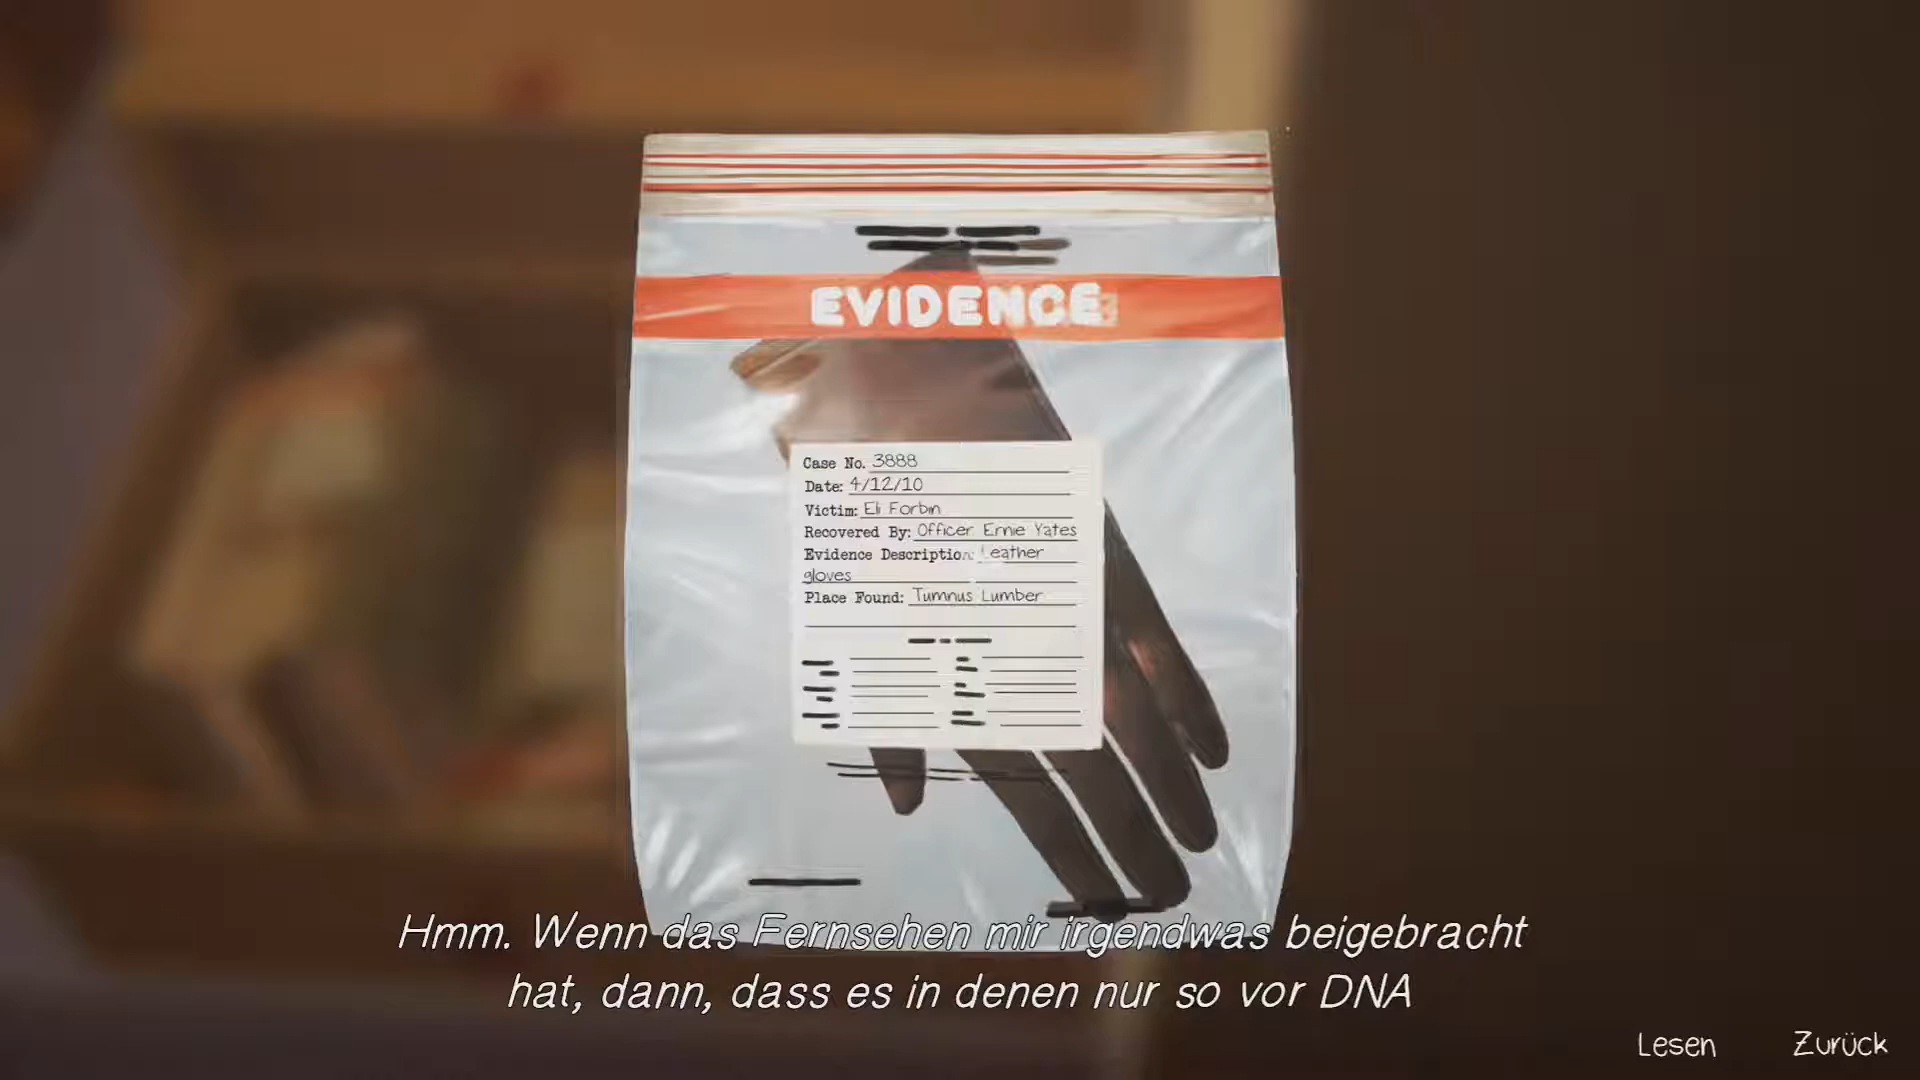 EVIDENCE
Case No. 3888
Date: 4/12/10
Victim: Eli Forbin
Recovered By: Officer Ernie Yates
Evidence Description: Leather
gloves
Place Found: Tumnus Lumber
Hmm. Wenn das Fernsehen mir irgendwas beigebracht
hat, dann, dass es in denen nur so vor DNA
Lesen Zurück